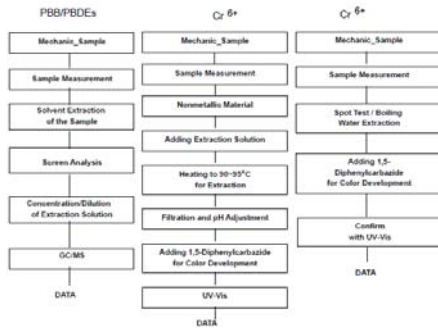 PBB/PBDEs
Mechanic_Sample
Sample Measurement
Solvent Extraction
of the Sample
Screen Analysis
Concentration/Dilution
of Extraction Solution
GC/MS
DATA
Cr 6+
Mechanic_Sample
Sample Measurement
Nonmetallis Material
Adding Extraction Solution
Heating to 90~95°C
for Extraction
Filtration and pH Adjustment
Adding 1,5-Diphenylcarbazide
for Color Development
UV-Vis
DATA
Cr 6+
Mechanic_Sample
Sample Measurement
Spot Test / Boiling
Water Extraction
Adding 1,5-
Diphenylcarbazide
for Color Development
Confirm
with UV-Vis
DATA